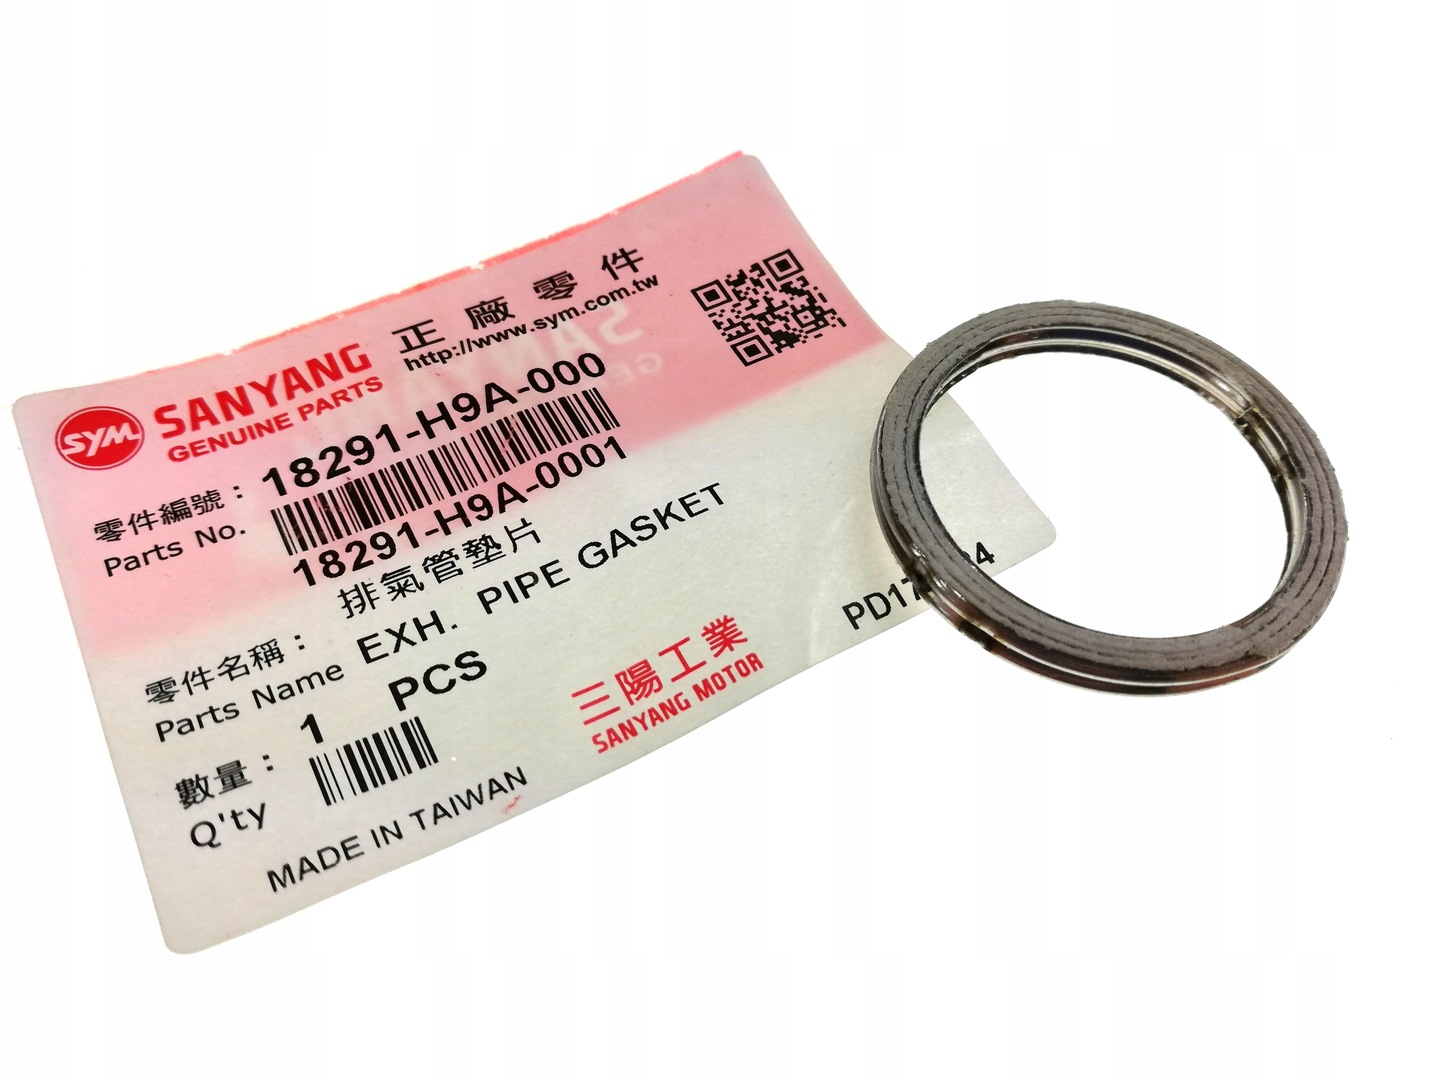 SYM
SANYANG
GENUINE PARTS
正廠零件
http://www.sym.com.tw
零件編號：
Parts No.
18291-H9A-000
18291-H9A-0001
排氣管墊片
零件名稱：
Parts Name EXH. PIPE GASKET
數量：
Q'ty
1 PCS
三陽工業
SANYANG MOTOR
MADE IN TAIWAN